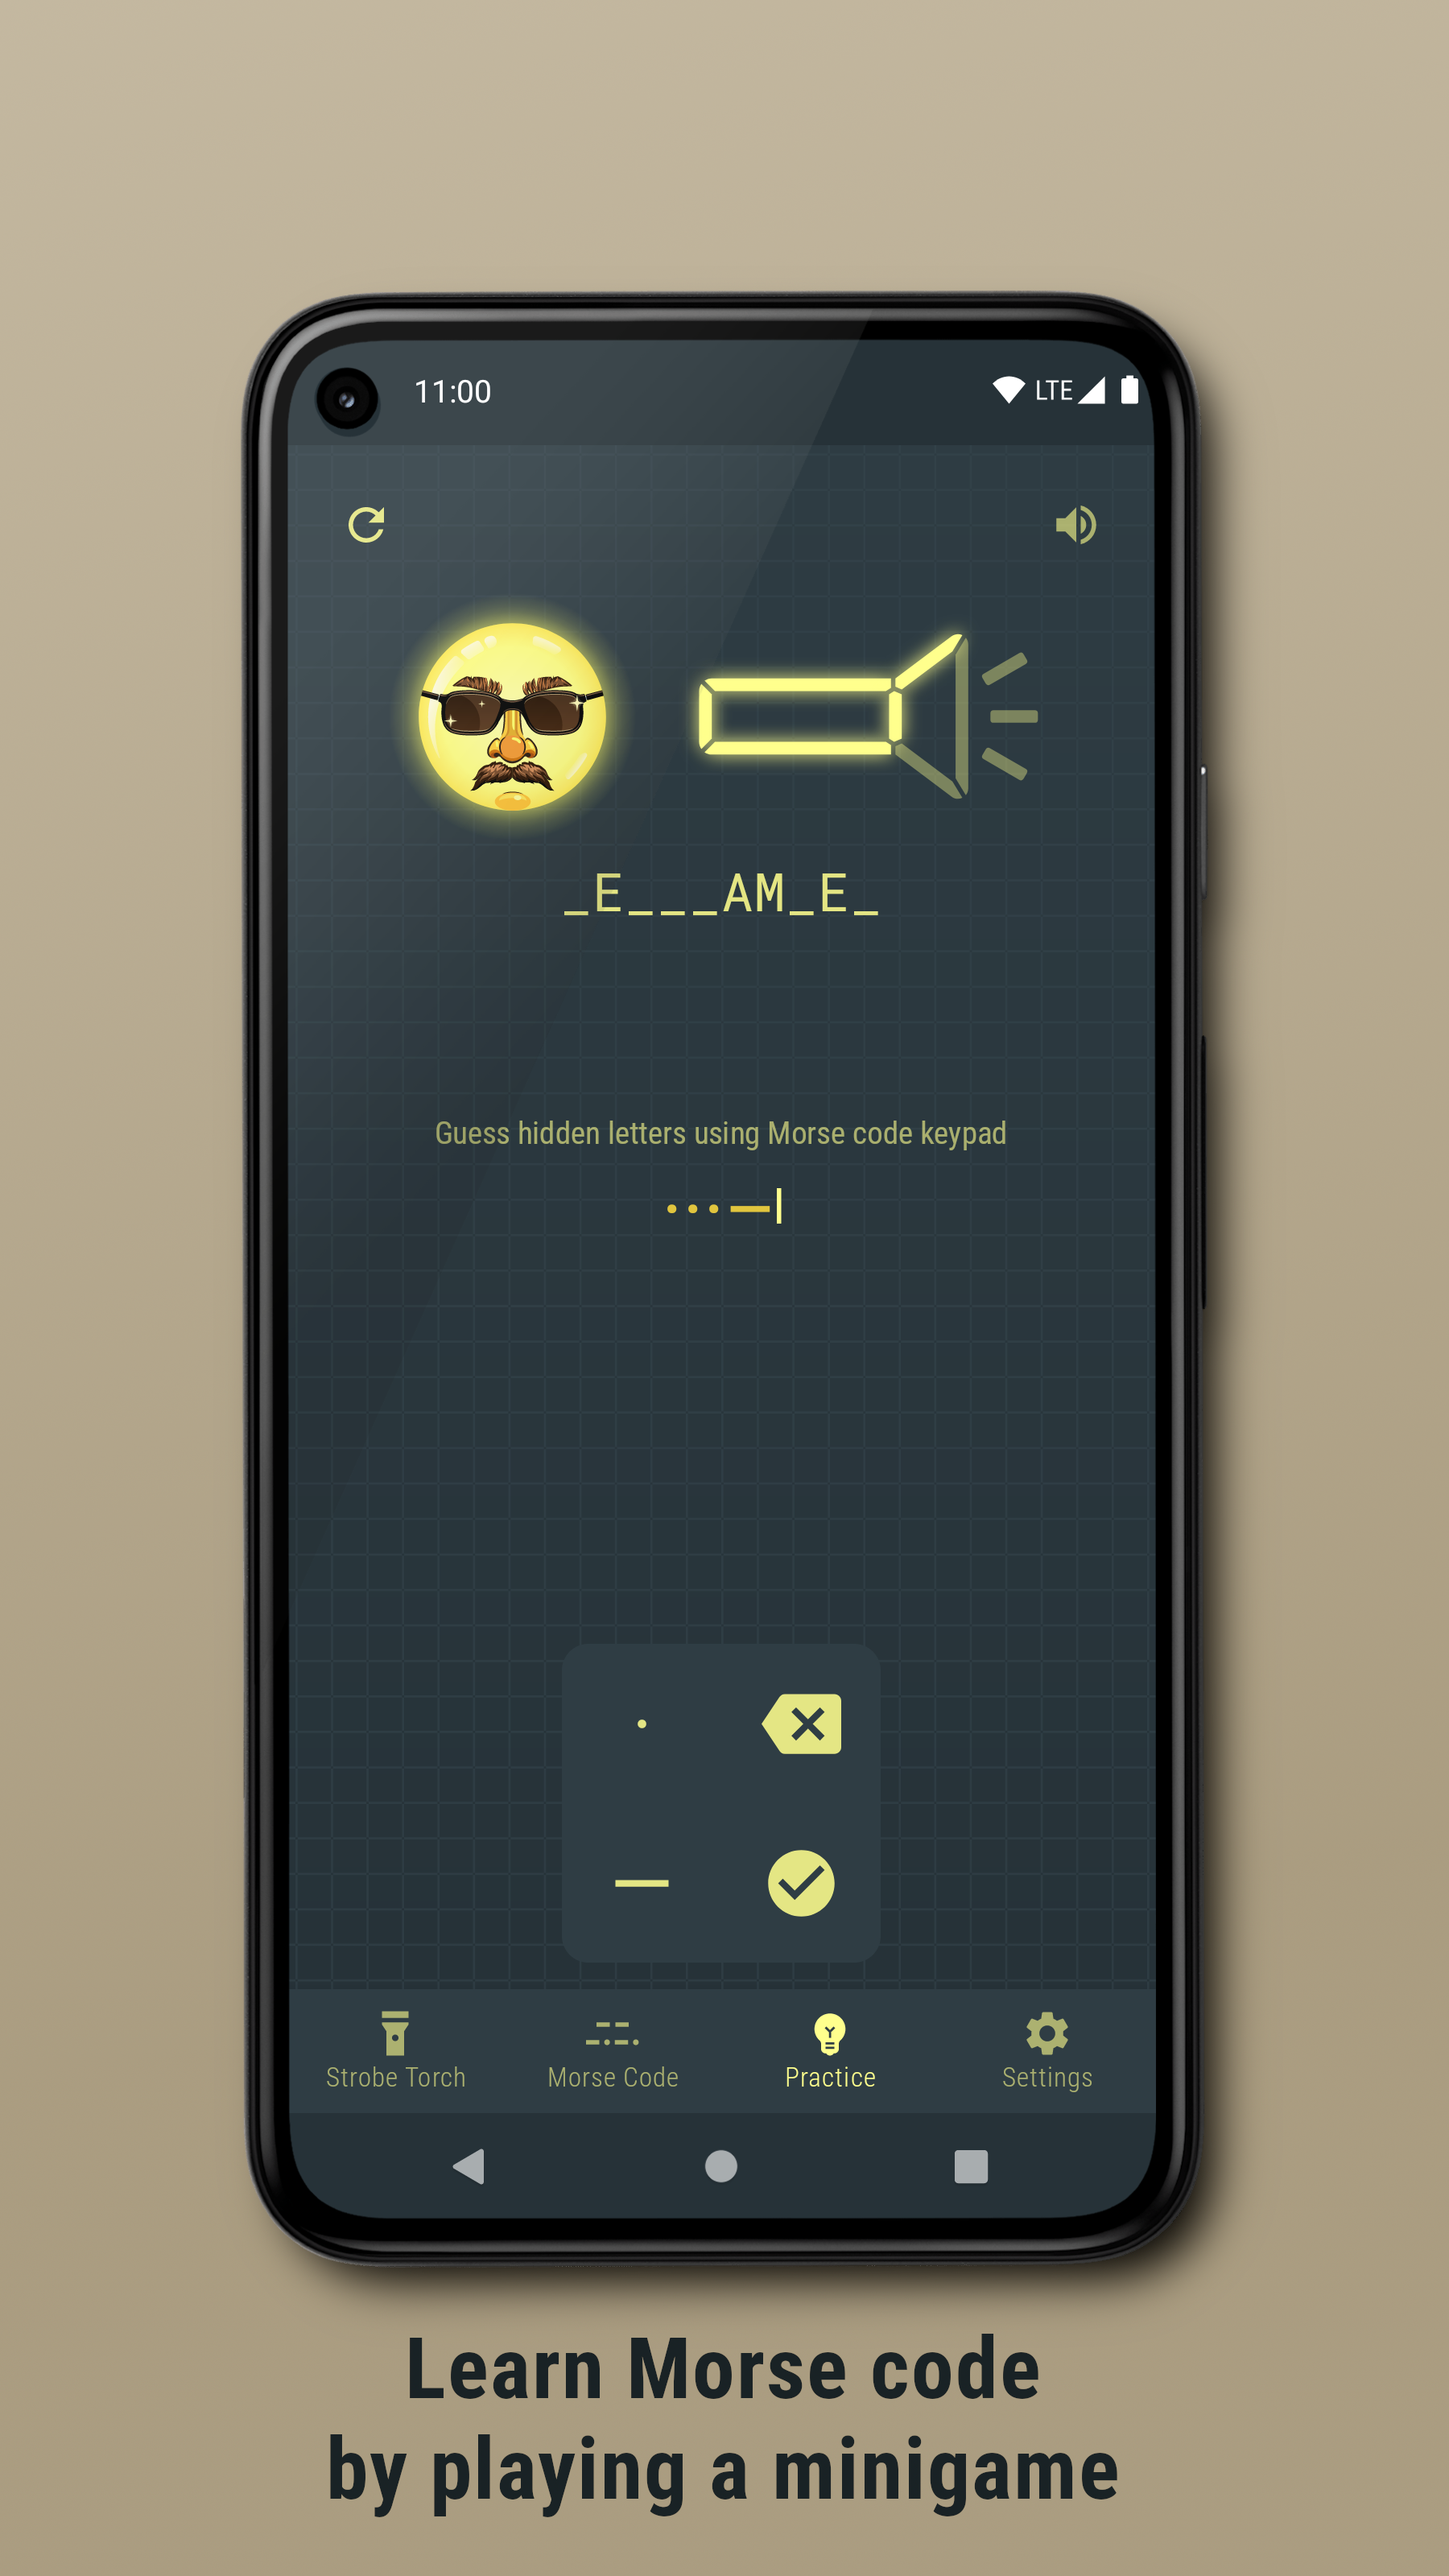 11:00 LTE
_E___AM_E_
Guess hidden letters using Morse code keypad
...—
Strobe Torch Morse Code Practice Settings
Learn Morse code
by playing a minigame